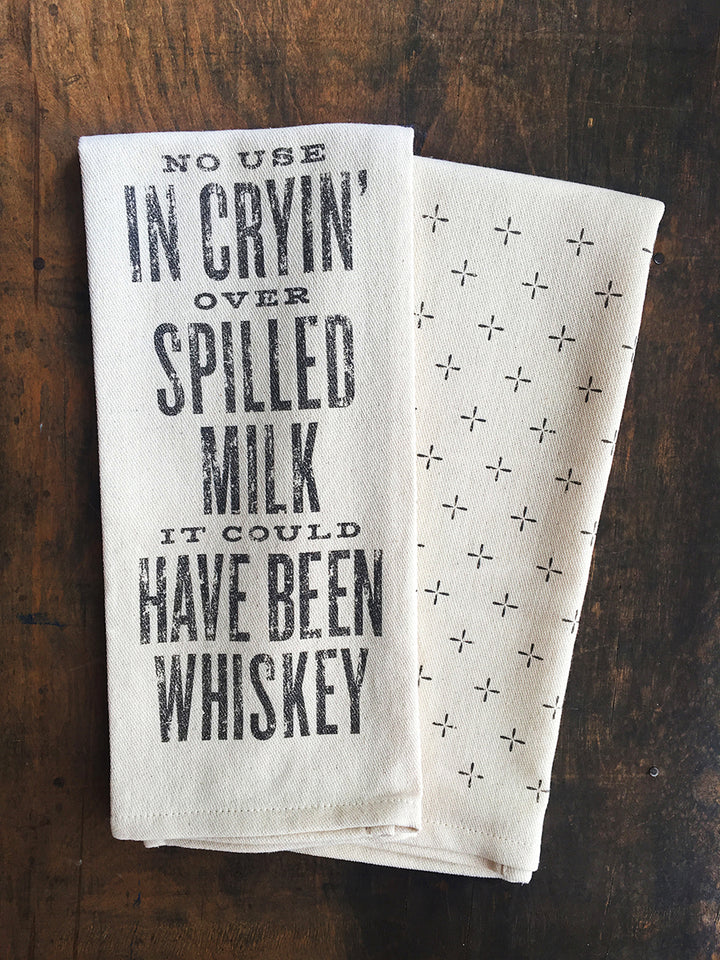 NO USE
IN CRYIN'
OVER
SPILLED
MILK
IT COULD
HAVE BEEN
WHISKEY